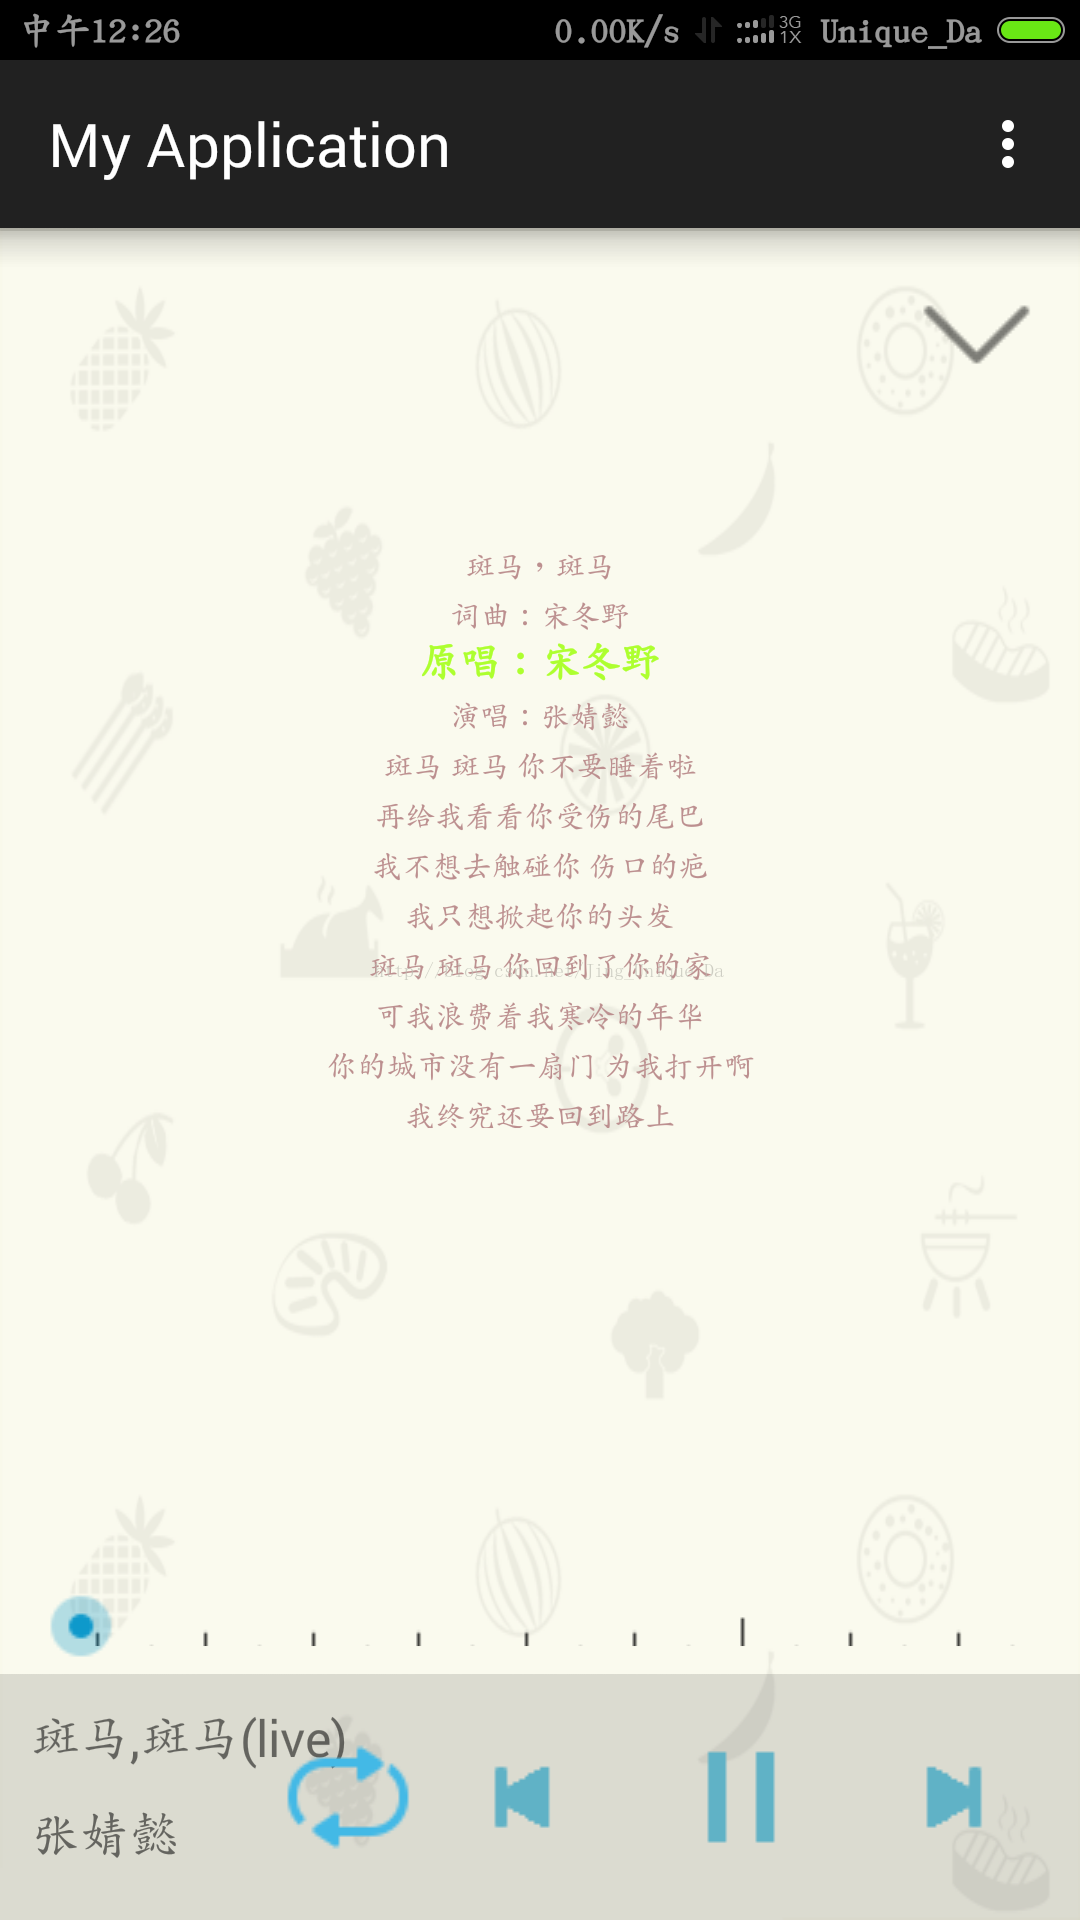 中午12:26 0.00K/s 3G 1X Unique_Da
My Application
斑马，斑马
词曲：宋冬野
原唱：宋冬野
演唱：张婧懿
斑马 斑马 你不要睡着啦
再给我看看你受伤的尾巴
我不想去触碰你 伤口的疤
我只想掀起你的头发
斑马 斑马 你回到了你的家
http://blog.csdn.net/Jing_Unique_Da
可我浪费着我寒冷的年华
你的城市没有一扇门 为我打开啊
我终究还要回到路上
斑马,斑马(live)
张婧懿